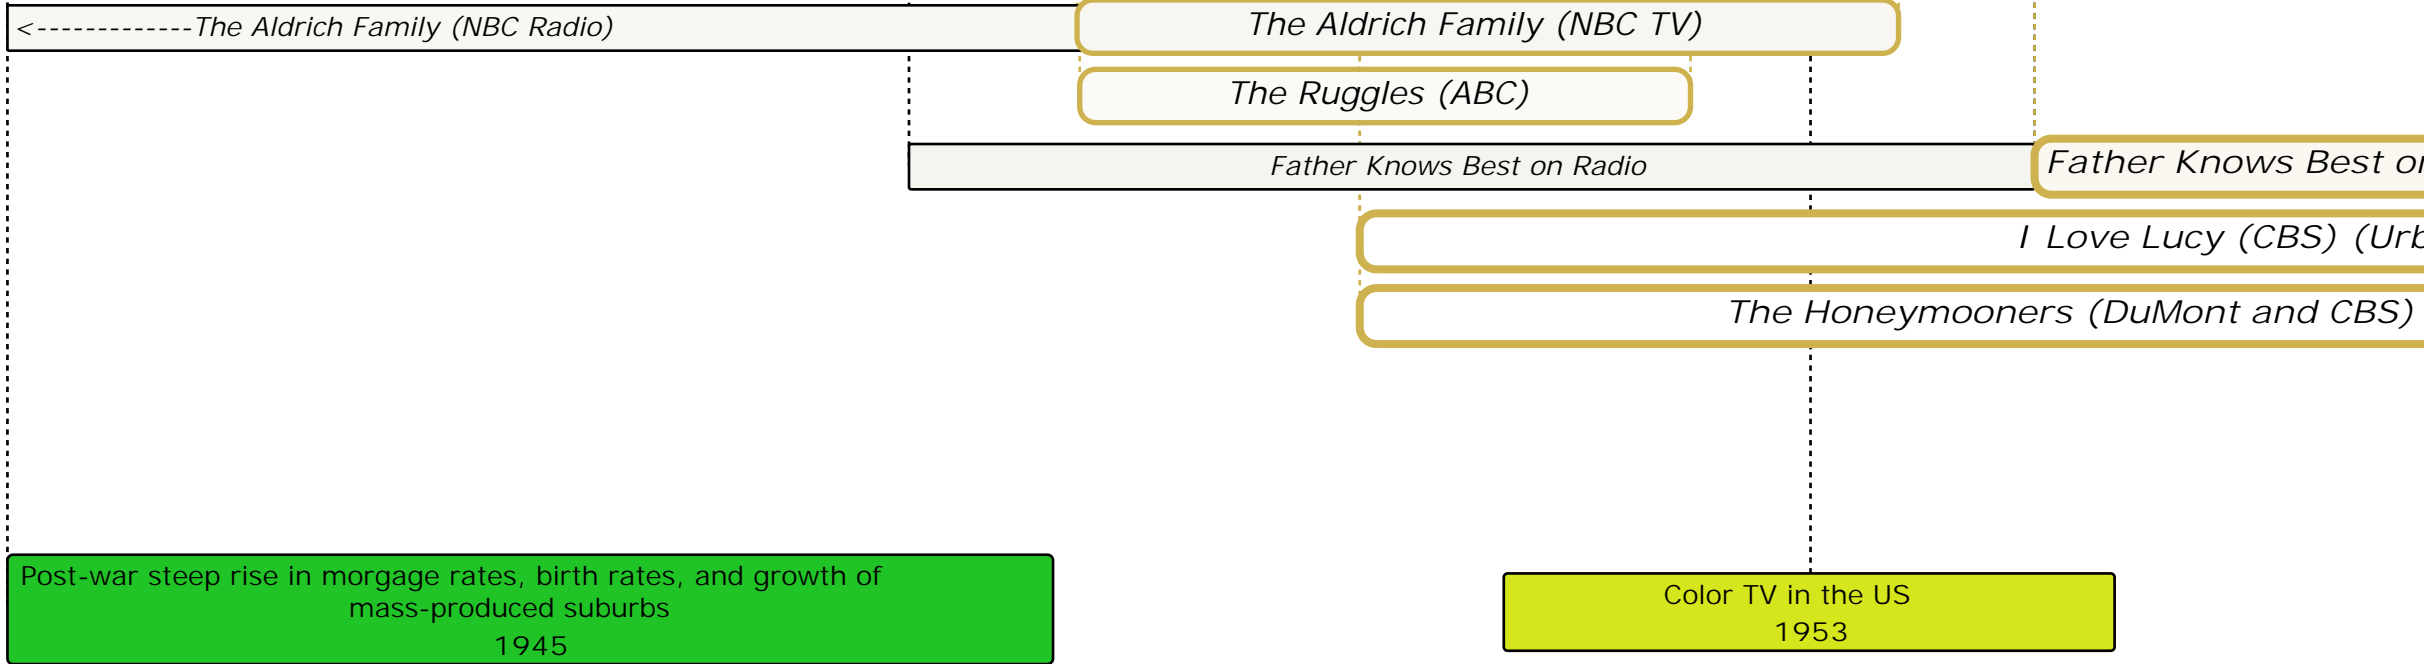 <-------------The Aldrich Family (NBC Radio)
The Aldrich Family (NBC TV)
The Ruggles (ABC)
Father Knows Best on Radio
Father Knows Best on
I Love Lucy (CBS) (Urb
The Honeymooners (DuMont and CBS)
Post-war steep rise in morgage rates, birth rates, and growth of
mass-produced suburbs
1945
Color TV in the US
1953